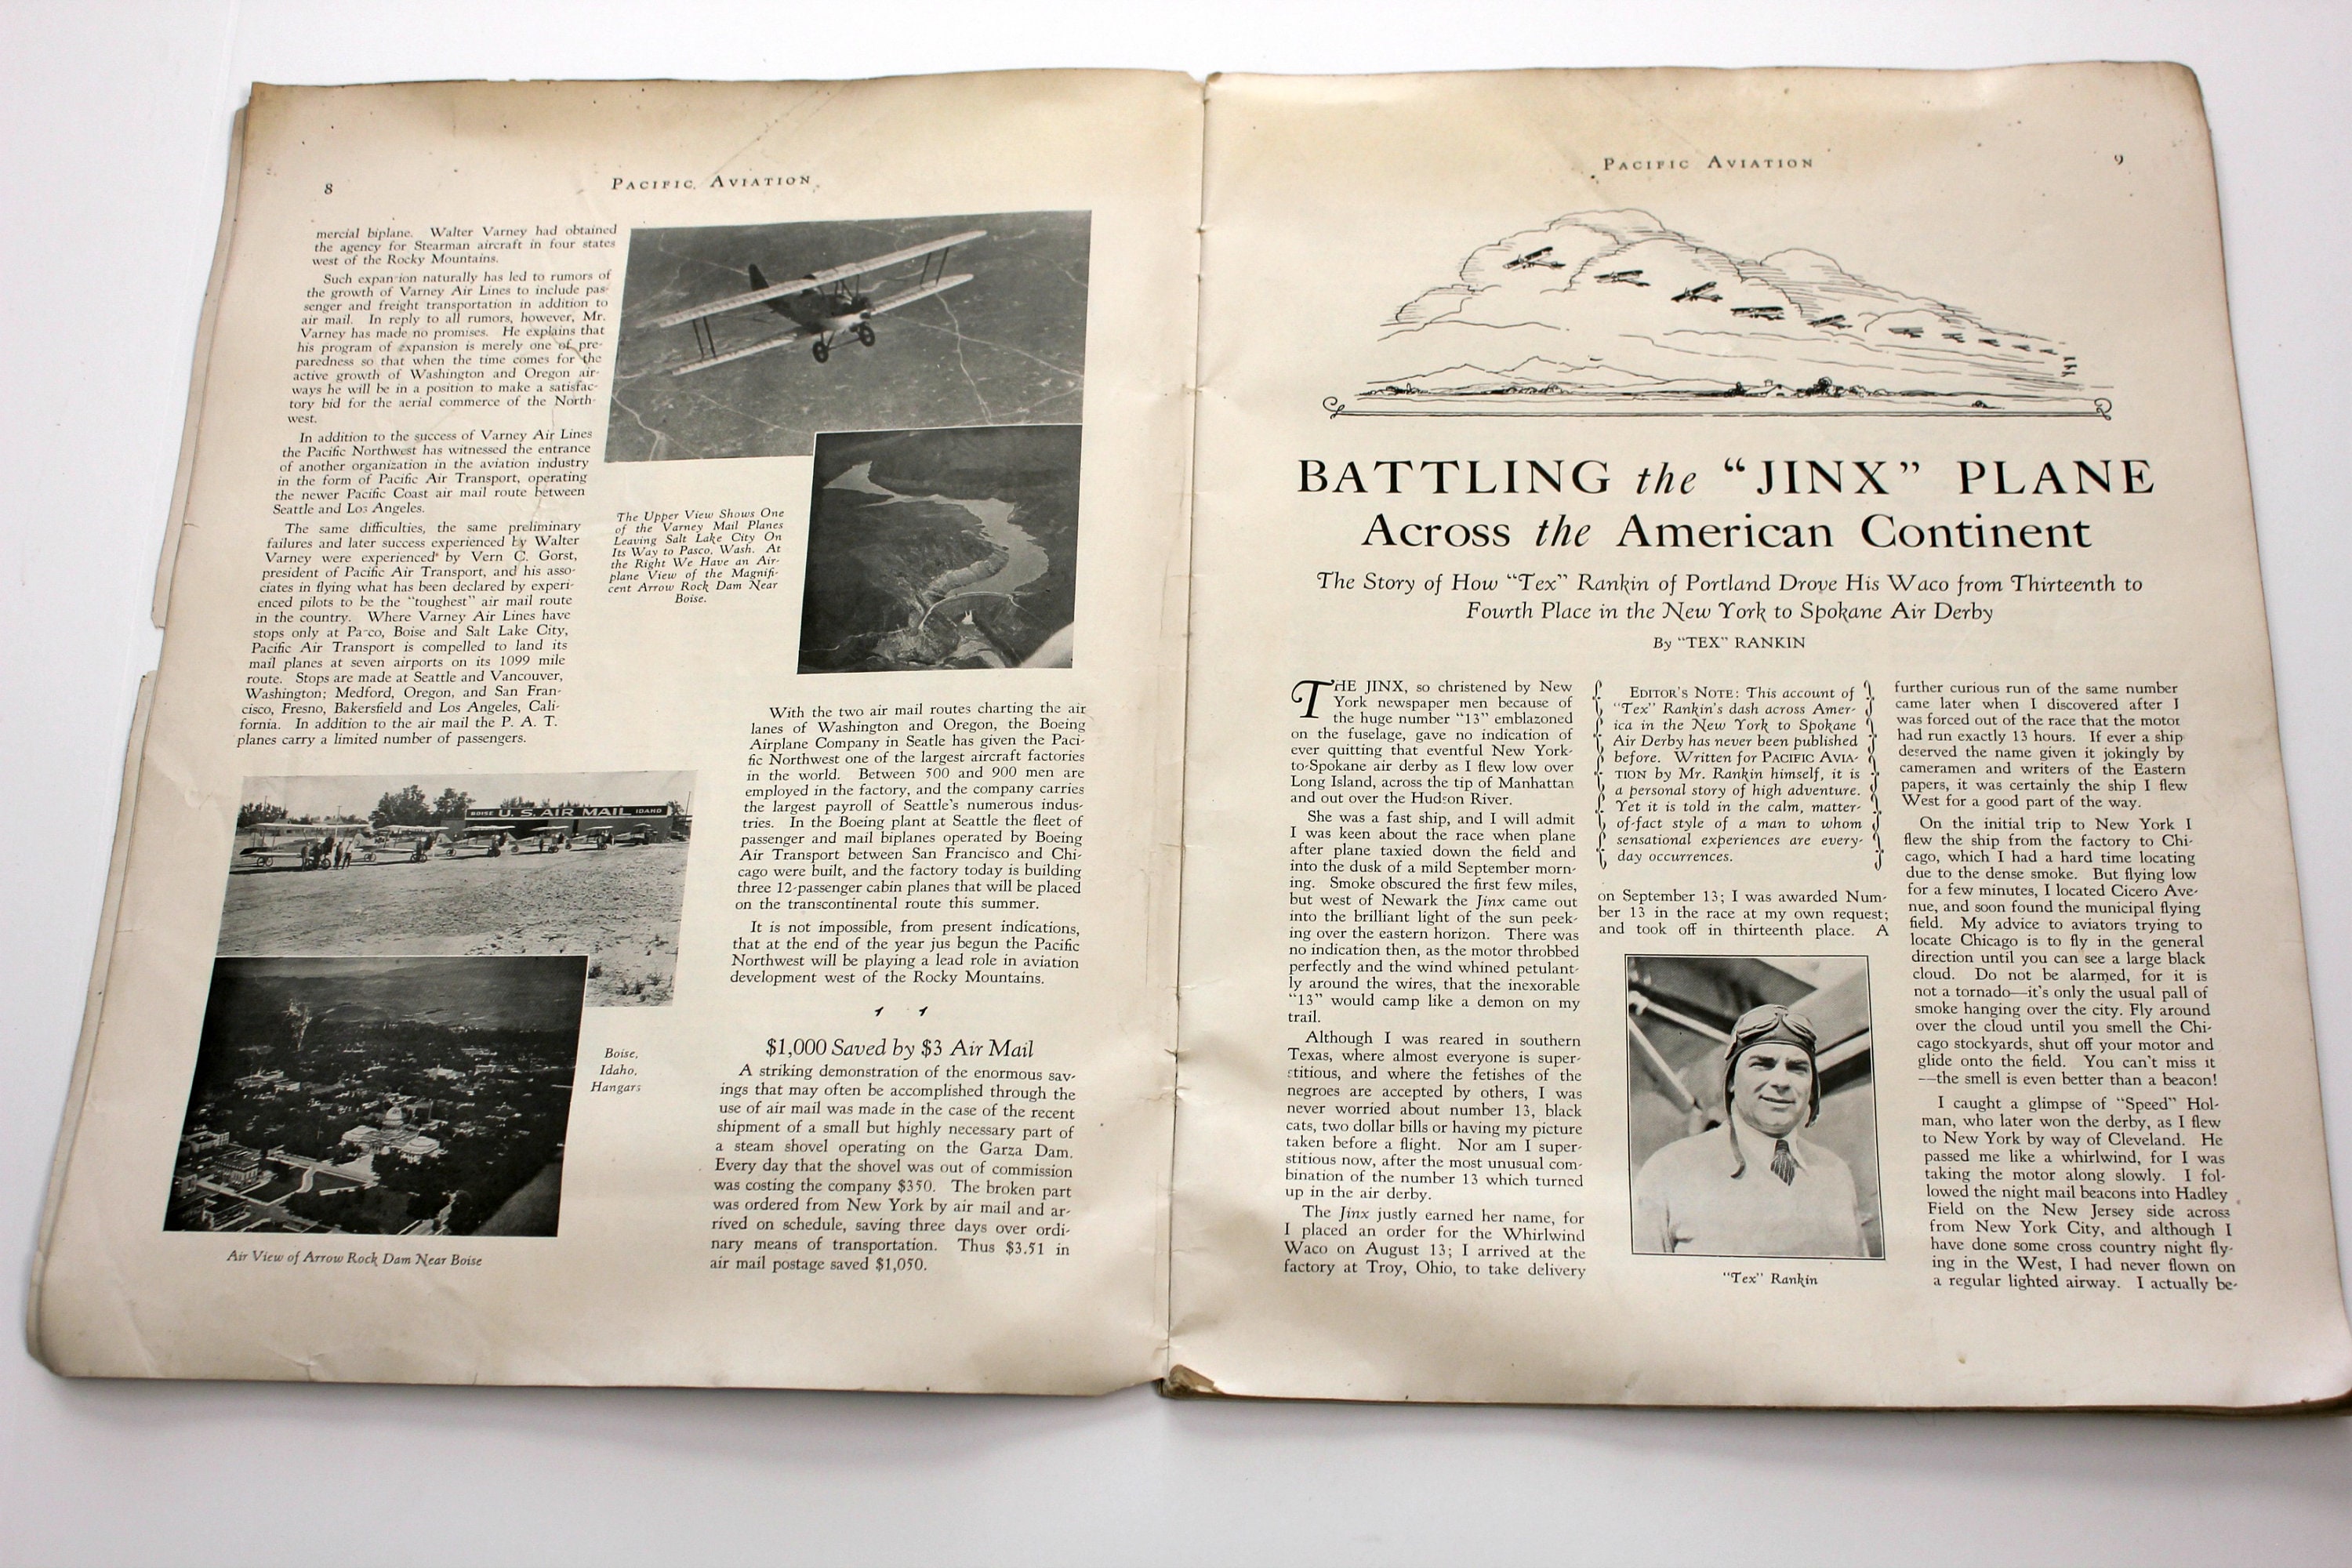 8
PACIFIC AVIATION
mercial biplane. Walter Varney had obtained
the agency for Stearman aircraft in four states
west of the Rocky Mountains.
Such expan ion naturally has led to rumors of
the growth of Varney Air Lines to include pas-
senger and freight transportation in addition to
air mail. In reply to all rumors, however, Mr.
Varney has made no promises. He explains that
his program of expansion is merely one of pre-
paredness so that when the time comes for the
active growth of Washington and Oregon air-
ways he will be in a position to make a satisfac-
tory bid for the aerial commerce of the North-
west.
In addition to the success of Varney Air Lines
the Pacific Northwest has witnessed the entrance
of another organization in the aviation industry
in the form of Pacific Air Transport, operating
the newer Pacific Coast air mail route between
Seattle and Los Angeles.
The same difficulties, the same preliminary
failures and later success experienced by Walter
Varney were experienced by Vern C. Gorst,
president of Pacific Air Transport, and his asso-
ciates in flying what has been declared by experi-
enced pilots to be the "toughest" air mail route
in the country. Where Varney Air Lines have
stops only at Pa-co, Boise and Salt Lake City,
Pacific Air Transport is compelled to land its
mail planes at seven airports on its 1099 mile
route. Stops are made at Seattle and Vancouver,
Washington; Medford, Oregon, and San Fran-
cisco, Fresno, Bakersfield and Los Angeles, Cali-
fornia. In addition to the air mail the P. A. T.
planes carry a limited number of passengers.
The Upper View Shows One
of the Varney Mail Planes
Leaving Salt Lake City On
Its Way to Pasco, Wash. At
the Right We Have an Air-
plane View of the Magnifi-
cent Arrow Rock Dam Near
Boise.
BOISE U. S. AIR MAIL IDAHO
Boise,
Idaho,
Hangars
Air View of Arrow Rock Dam Near Boise
With the two air mail routes charting the air
lanes of Washington and Oregon, the Boeing
Airplane Company in Seatle has given the Paci-
fic Northwest one of the largest aircraft factories
in the world. Between 500 and 900 men are
employed in the factory, and the company carries
the largest payroll of Seattle's numerous indus-
tries. In the Boeing plant at Seattle the fleet of
passenger and mail biplanes operated by Boeing
Air Transport between San Francisco and Chi-
cago were built, and the factory today is building
three 12-passenger cabin planes that will be placed
on the transcontinental route this summer.
It is not impossible, from present indications,
that at the end of the year jus begun the Pacific
Northwest will be playing a lead role in aviation
development west of the Rocky Mountains.
$1,000 Saved by $3 Air Mail
A striking demonstration of the enormous sav-
ings that may often be accomplished through the
use of air mail was made in the case of the recent
shipment of a small but highly necessary part of
a steam shovel operating on the Garza Dam.
Every day that the shovel was out of commission
was costing the company $350. The broken part
was ordered from New York by air mail and ar-
rived on schedule, saving three days over ordi-
nary means of transportation. Thus $3.51 in
air mail postage saved $1,050.
PACIFIC AVIATION
9
BATTLING the "JINX" PLANE
Across the American Continent
The Story of How "Tex" Rankin of Portland Drove His Waco from Thirteenth to
Fourth Place in the New York to Spokane Air Derby
By "TEX" RANKIN
THE JINX, so christened by New
York newspaper men because of
the huge number "13" emblazoned
on the fuselage, gave no indication of
ever quitting that eventful New York-
to-Spokane air derby as I flew low over
Long Island, across the tip of Manhattan
and out over the Hudson River.
She was a fast ship, and I will admit
I was keen about the race when plane
after plane taxied down the field and
into the dusk of a mild September morn-
ing. Smoke obscured the first few miles,
but west of Newark the Jinx came out
into the brilliant light of the sun peek-
ing over the eastern horizon. There was
no indication then, as the motor throbbed
perfectly and the wind whined petulant-
ly around the wires, that the inexorable
"13" would camp like a demon on my
trail.
Although I was reared in southern
Texas, where almost everyone is super-
stitious, and where the fetishes of the
negroes are accepted by others, I was
never worried about number 13, black
cats, two dollar bills or having my picture
taken before a flight. Nor am I super-
stitious now, after the most unusual com-
bination of the number 13 which turned
up in the air derby.
The Jinx justly earned her name, for
I placed an order for the Whirlwind
Waco on August 13; I arrived at the
factory at Troy, Ohio, to take delivery
EDITOR'S NOTE: This account of
"Tex" Rankin's dash across Amer-
ica in the New York to Spokane
Air Derby has never been published
before. Written for PACIFIC AVIA-
TION by Mr. Rankin himself, it is
a personal story of high adventure.
Yet it is told in the calm, matter-
of-fact style of a man to whom
sensational experiences are every-
day occurrences.
on September 13; I was awarded Num-
ber 13 in the race at my own request;
and took off in thirteenth place. A
"Tex" Rankin
further curious run of the same number
came later when I discovered after I
was forced out of the race that the motor
had run exactly 13 hours. If ever a ship
deserved the name given it jokingly by
cameramen and writers of the Eastern
papers, it was certainly the ship I flew
West for a good part of the way.
On the initial trip to New York I
flew the ship from the factory to Chi-
cago, which I had a hard time locating
due to the dense smoke. But flying low
for a few minutes, I located Cicero Ave-
nue, and soon found the municipal flying
field. My advice to aviators trying to
locate Chicago is to fly in the general
direction until you can see a large black
cloud. Do not be alarmed, for it is
not a tornado—it's only the usual pall of
smoke hanging over the city. Fly around
over the cloud until you smell the Chi-
cago stockyards, shut off your motor and
glide onto the field. You can't miss it
—the smell is even better than a beacon!
I caught a glimpse of "Speed" Hol-
man, who later won the derby, as I flew
to New York by way of Cleveland. He
passed me like a whirlwind, for I was
taking the motor along slowly. I fol-
lowed the night mail beacons into Hadley
Field on the New Jersey side across
from New York City, and although I
have done some cross country night fly-
ing in the West, I had never flown on
a regular lighted airway. I actually be-